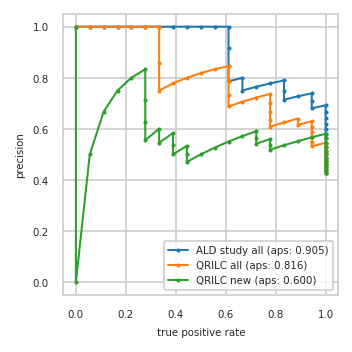 1.0
0.8
0.6
0.4
0.2
0.0
precision
ALD study all (aps: 0.905)
QRILC all (aps: 0.816)
QRILC new (aps: 0.600)
0.0 0.2 0.4 0.6 0.8 1.0
true positive rate